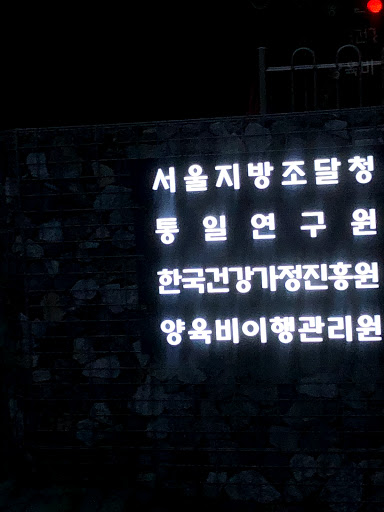 서울지방조달청
통일연구원
한국건강가정진흥원
양육비이행관리원